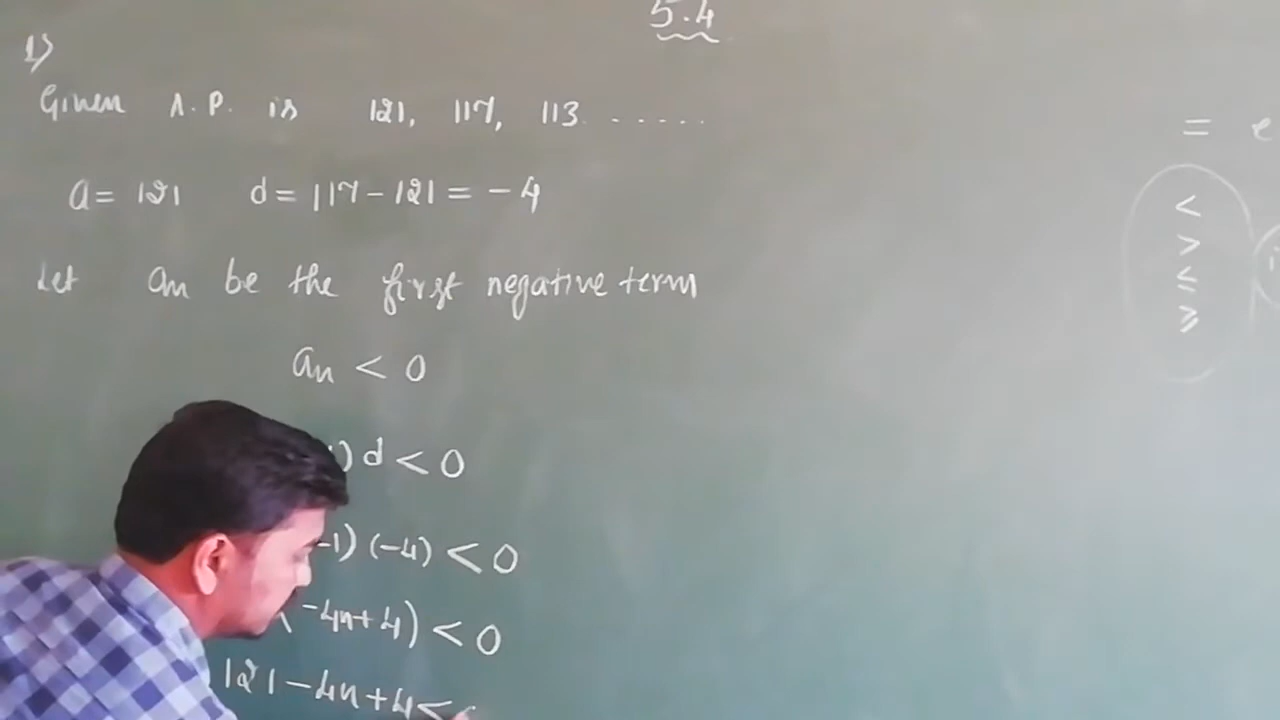 5.4
1)
Given A.P. is 121, 117, 113 .....
a = 121 d = 117 - 121 = -4
Let an be the first negative term
an < 0
) d < 0
-1) (-4) < 0
-4n+4) < 0
121 - 4n + 4 <
=
<
>
≤
≥